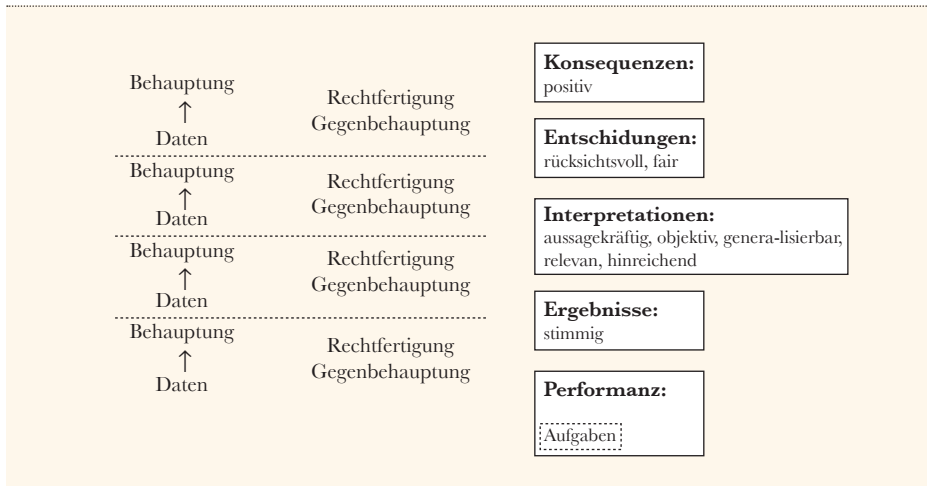 Behauptung
↑
Daten
Rechtfertigung
Gegenbehauptung
Konsequenzen:
positiv
Entschidungen:
rücksichtsvoll, fair
Behauptung
↑
Daten
Rechtfertigung
Gegenbehauptung
Interpretationen:
aussagekräftig, objektiv, genera-lisierbar,
relevan, hinreichend
Behauptung
↑
Daten
Rechtfertigung
Gegenbehauptung
Ergebnisse:
stimmig
Behauptung
↑
Daten
Rechtfertigung
Gegenbehauptung
Performanz:
Aufgaben